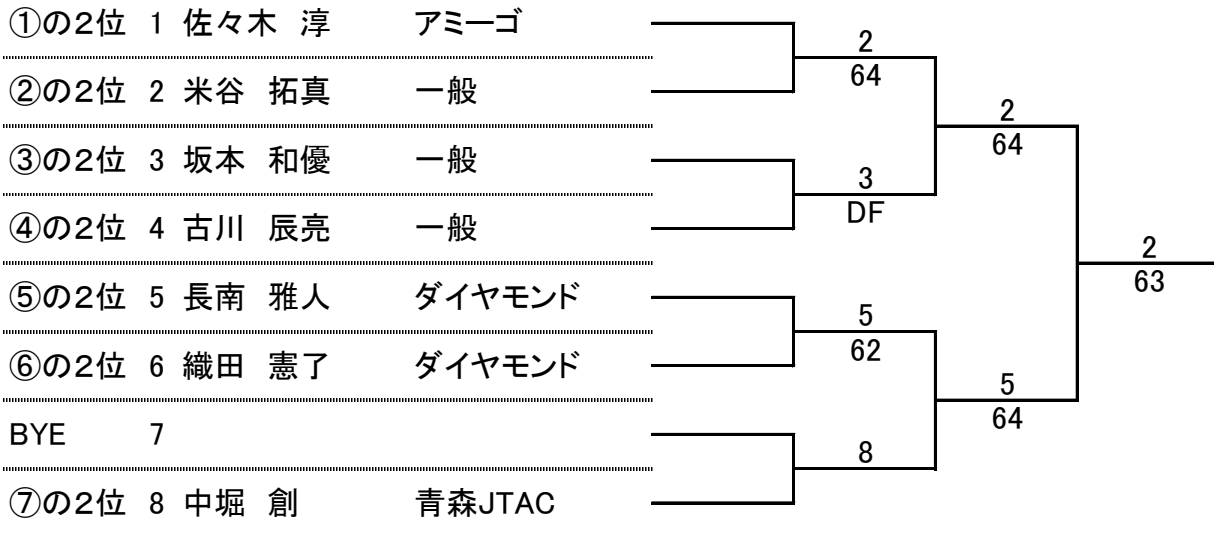 ①の2位 1 佐々木 淳 アミーゴ
2
64
②の2位 2 米谷 拓真 一般
2
64
③の2位 3 坂本 和優 一般
3
DF
④の2位 4 古川 辰亮 一般
2
63
⑤の2位 5 長南 雅人 ダイヤモンド
5
62
⑥の2位 6 織田 憲了 ダイヤモンド
5
64
BYE 7
8
⑦の2位 8 中堀 創 青森JTAC